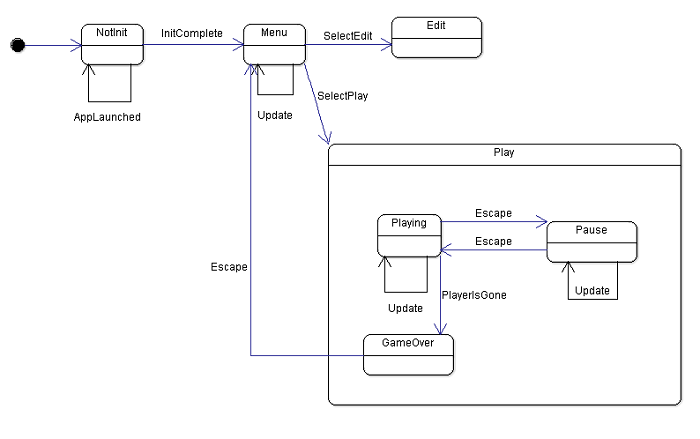 NotInit
InitComplete
Menu
SelectEdit
Edit
AppLaunched
Update
SelectPlay
Play
Playing
Escape
Pause
Escape
Escape
Update
PlayerIsGone
Update
GameOver